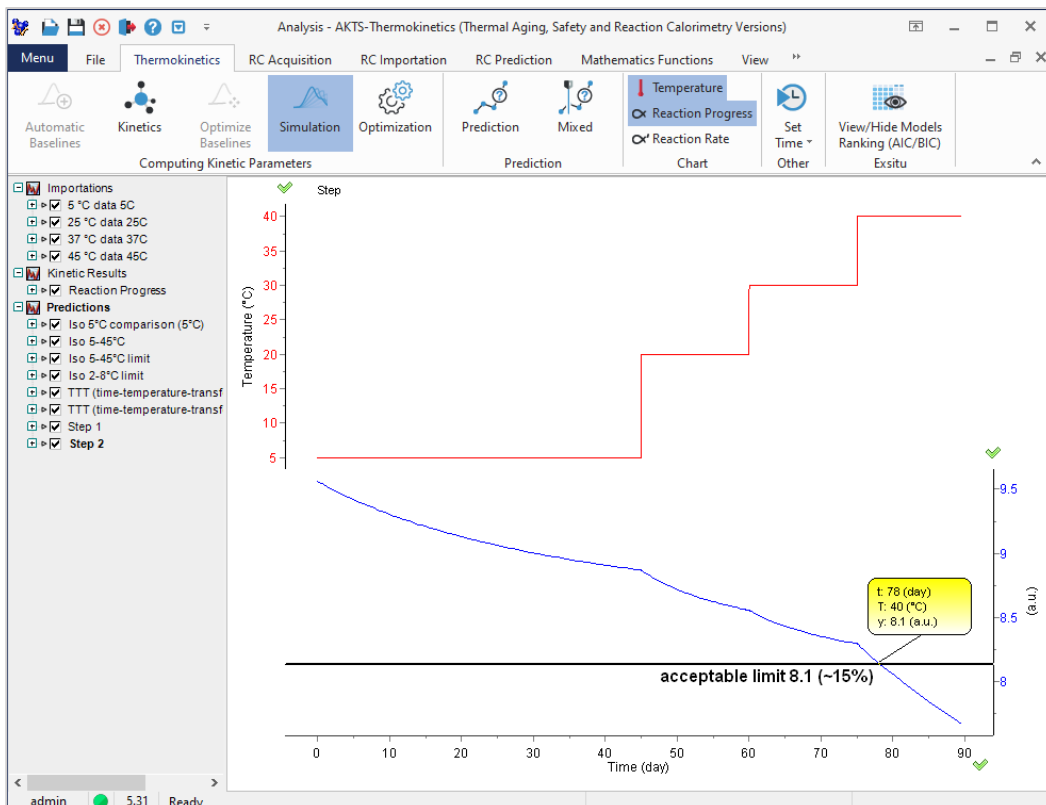 Analysis - AKTS-Thermokinetics (Thermal Aging, Safety and Reaction Calorimetry Versions)
Menu File Thermokinetics RC Acquisition RC Importation RC Prediction Mathematics Functions View
Automatic Baselines
Kinetics
Optimize Baselines
Simulation
Optimization
Prediction
Mixed
Temperature
α Reaction Progress
α' Reaction Rate
Set Time
View/Hide Models Ranking (AIC/BIC)
Computing Kinetic Parameters
Prediction
Chart
Other
Exsitu
Importations
5 °C data 5C
25 °C data 25C
37 °C data 37C
45 °C data 45C
Kinetic Results
Reaction Progress
Predictions
Iso 5°C comparison (5°C)
Iso 5-45°C
Iso 5-45°C limit
Iso 2-8°C limit
TTT (time-temperature-transf
TTT (time-temperature-transf
Step 1
Step 2
Step
Temperature (°C)
40
35
30
25
20
15
10
5
9.5
9
8.5
8
(a.u.)
t: 78 (day)
T: 40 (°C)
y: 8.1 (a.u.)
acceptable limit 8.1 (~15%)
0 10 20 30 40 50 60 70 80 90
Time (day)
admin 5.31 Ready